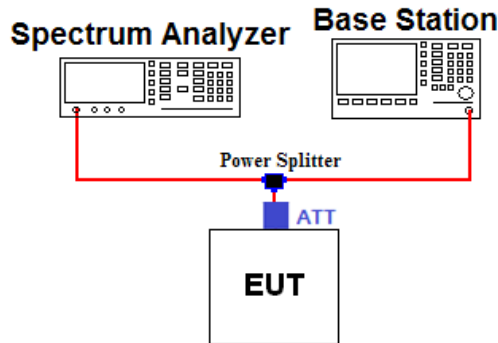 Spectrum Analyzer
Base Station
Power Splitter
ATT
EUT